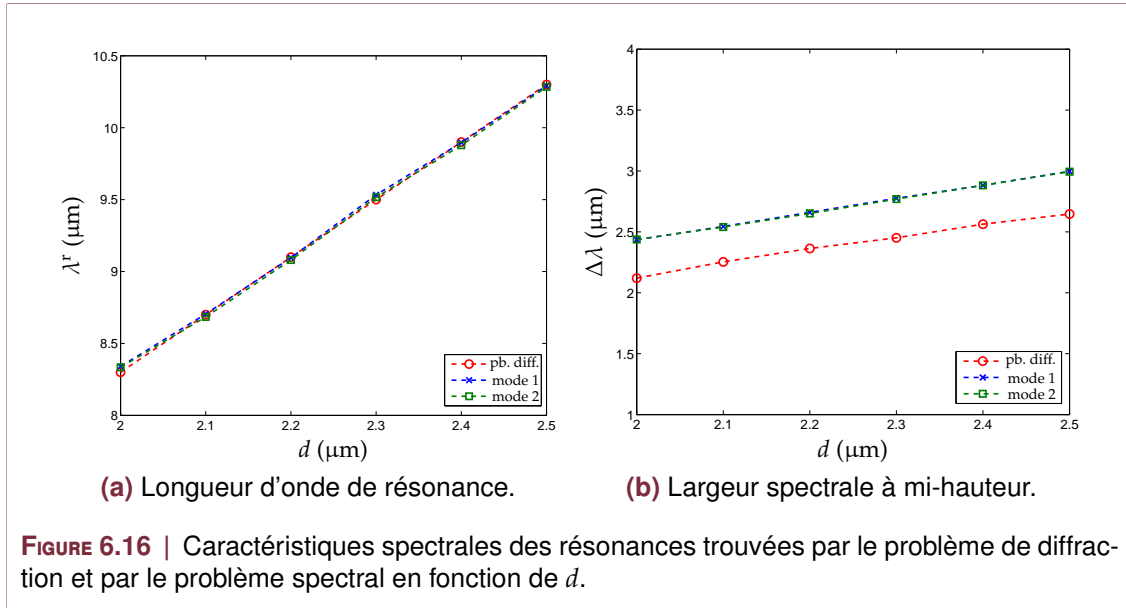 10.5
10
9.5
9
8.5
8
2
2.1
2.2
2.3
2.4
2.5
λʳ (μm)
d (μm)
pb. diff.
mode 1
mode 2
(a) Longueur d'onde de résonance.
4
3.5
3
2.5
2
1.5
1
2
2.1
2.2
2.3
2.4
2.5
Δλ (μm)
d (μm)
pb. diff.
mode 1
mode 2
(b) Largeur spectrale à mi-hauteur.
FIGURE 6.16 | Caractéristiques spectrales des résonances trouvées par le problème de diffrac-
tion et par le problème spectral en fonction de d.